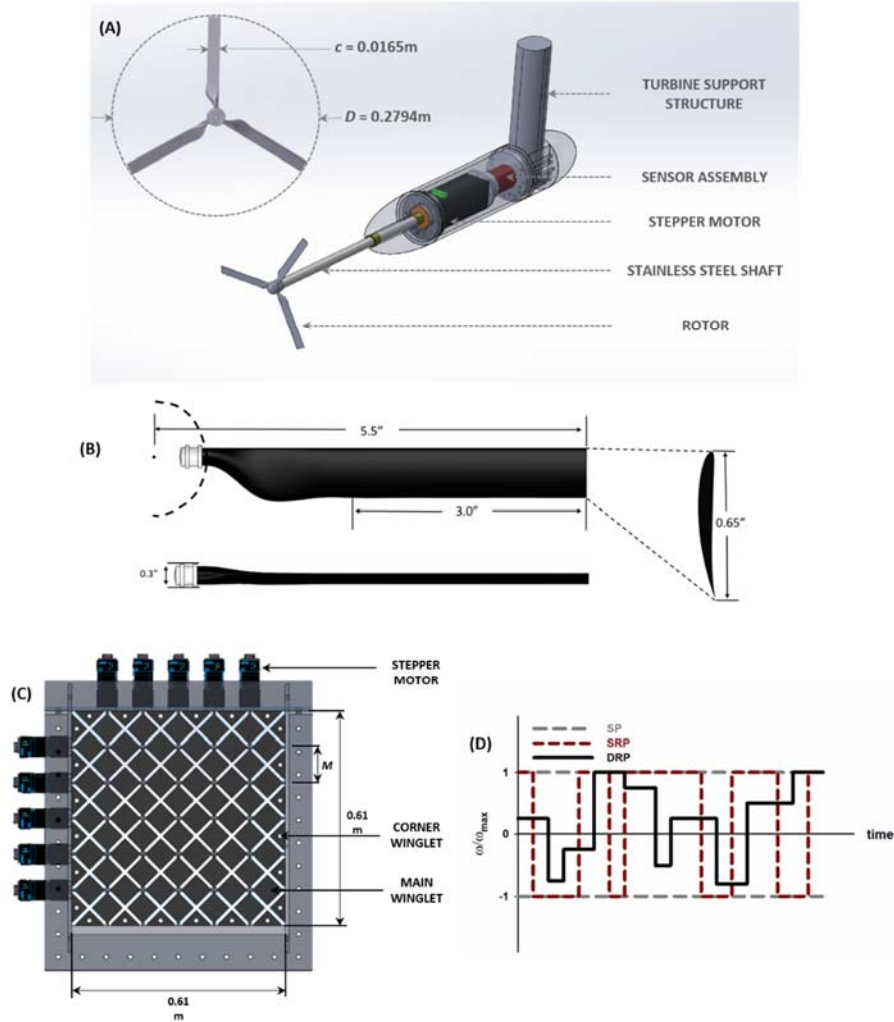 (A)
c = 0.0165m
D = 0.2794m
TURBINE SUPPORT
STRUCTURE
SENSOR ASSEMBLY
STEPPER MOTOR
STAINLESS STEEL SHAFT
ROTOR
(B)
5.5"
3.0"
0.65"
0.3"
(C)
STEPPER
MOTOR
M
0.61
m
CORNER
WINGLET
MAIN
WINGLET
0.61
m
(D)
SP
SRP
DRP
ω/ωmax
1
0
-1
time